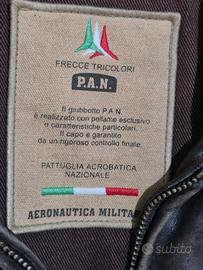 FRECCE TRICOLORI
P.A.N.
Il giubbotto P.A.N.
è realizzato con pellame esclusivo
e caratteristiche particolari.
Il capo è garantito
da un rigoroso controllo finale.
PATTUGLIA ACROBATICA
NAZIONALE
AERONAUTICA MILITAR
subito